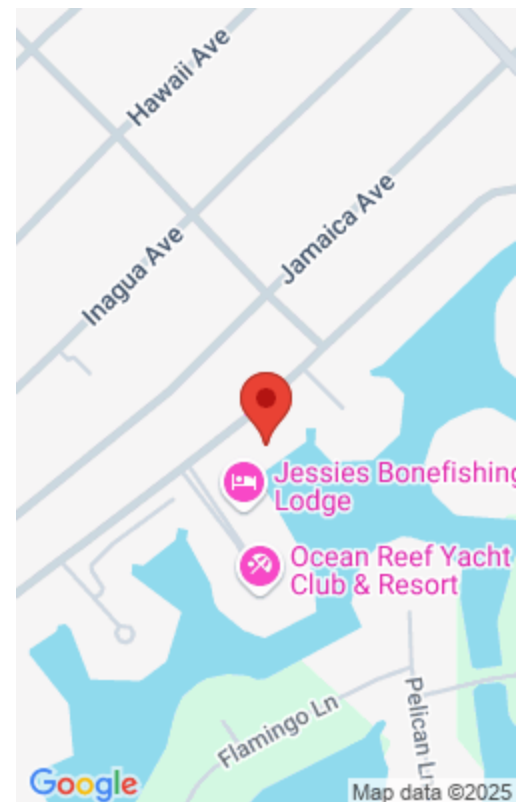 Hawaii Ave
Jamaica Ave
Inagua Ave
Jessies Bonefishing
Lodge
Ocean Reef Yacht
Club & Resort
Pelican Ln
Flamingo Ln
Google
Map data ©2025